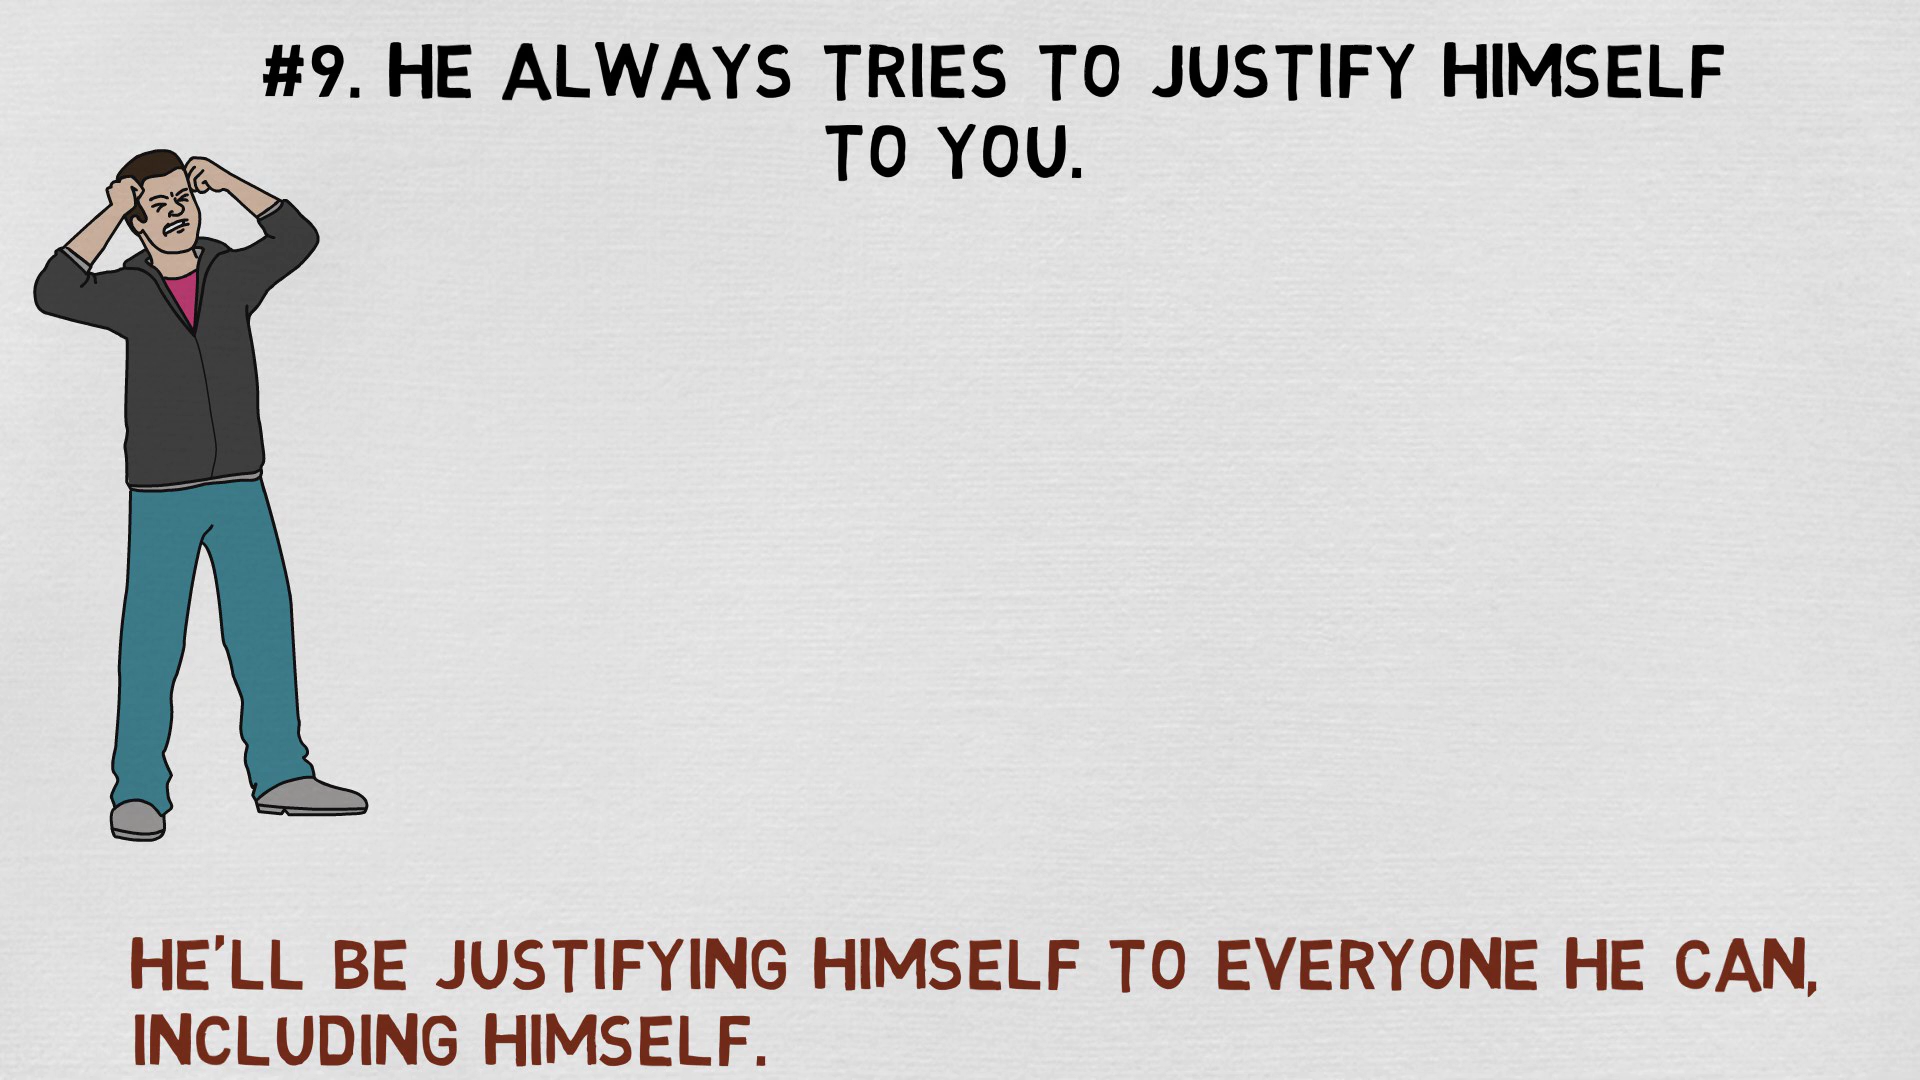 #9. HE ALWAYS TRIES TO JUSTIFY HIMSELF
TO YOU.
HE'LL BE JUSTIFYING HIMSELF TO EVERYONE HE CAN,
INCLUDING HIMSELF.